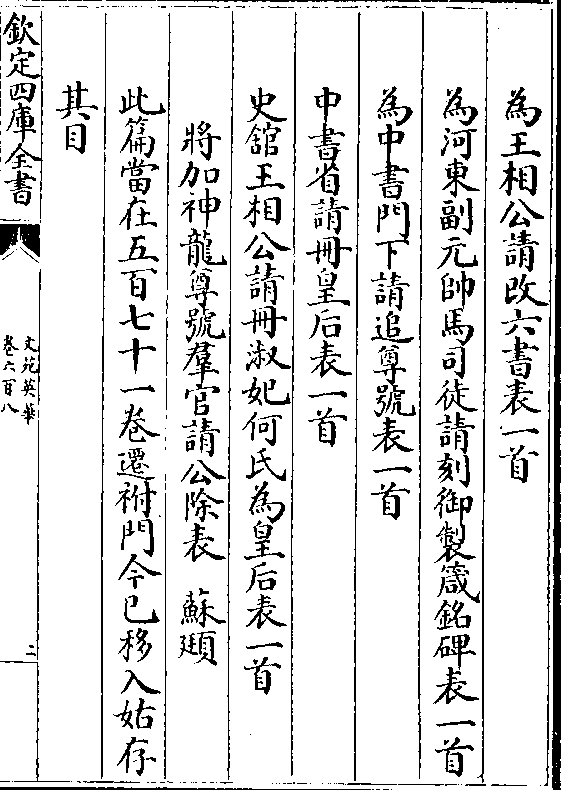 為王相公請改六書表一首
為河東副元帥馬司徒請刻御製箴銘碑表一首
為中書門下請追尊號表一首
中書省請冊皇后表一首
史舘王相公請冊淑妃何氏為皇后表一首
將加神龍尊號羣官請公除表 蘇頲
此篇當在五百七十一卷遷祔門今已移入姑存
其目
欽定四庫全書
文苑英華
卷六百八
二